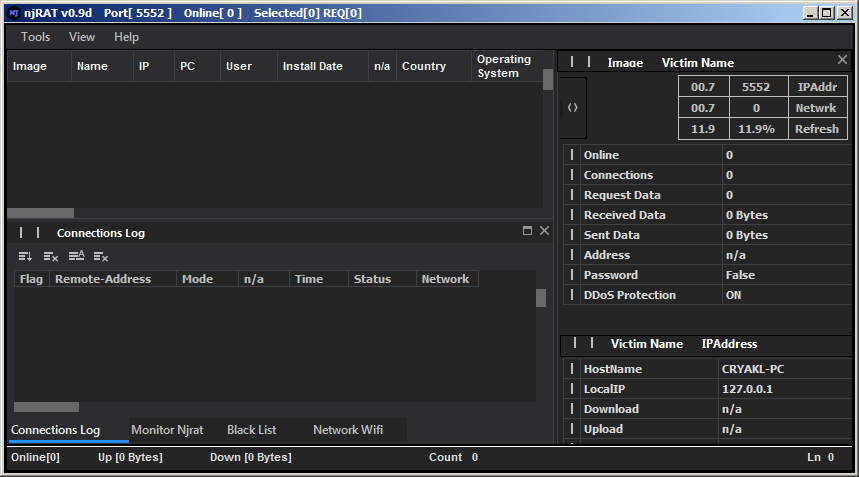 NJ njRAT v0.9d Port[ 5552 ] Online[ 0 ] Selected[0] REQ[0]
Tools View Help
Image Name IP PC User Install Date n/a Country Operating System
Connections Log
Flag Remote-Address Mode n/a Time Status Network
Connections Log Monitor Njrat Black List Network Wifi
Image Victim Name
00.7 5552 IPAddr
00.7 0 Netwrk
11.9 11.9% Refresh
Online 0
Connections 0
Request Data 0
Received Data 0 Bytes
Sent Data 0 Bytes
Address n/a
Password False
DDoS Protection ON
Victim Name IPAddress
HostName CRYAKL-PC
LocalIP 127.0.0.1
Download n/a
Upload n/a
Online[0] Up [0 Bytes] Down [0 Bytes] Count 0 Ln 0